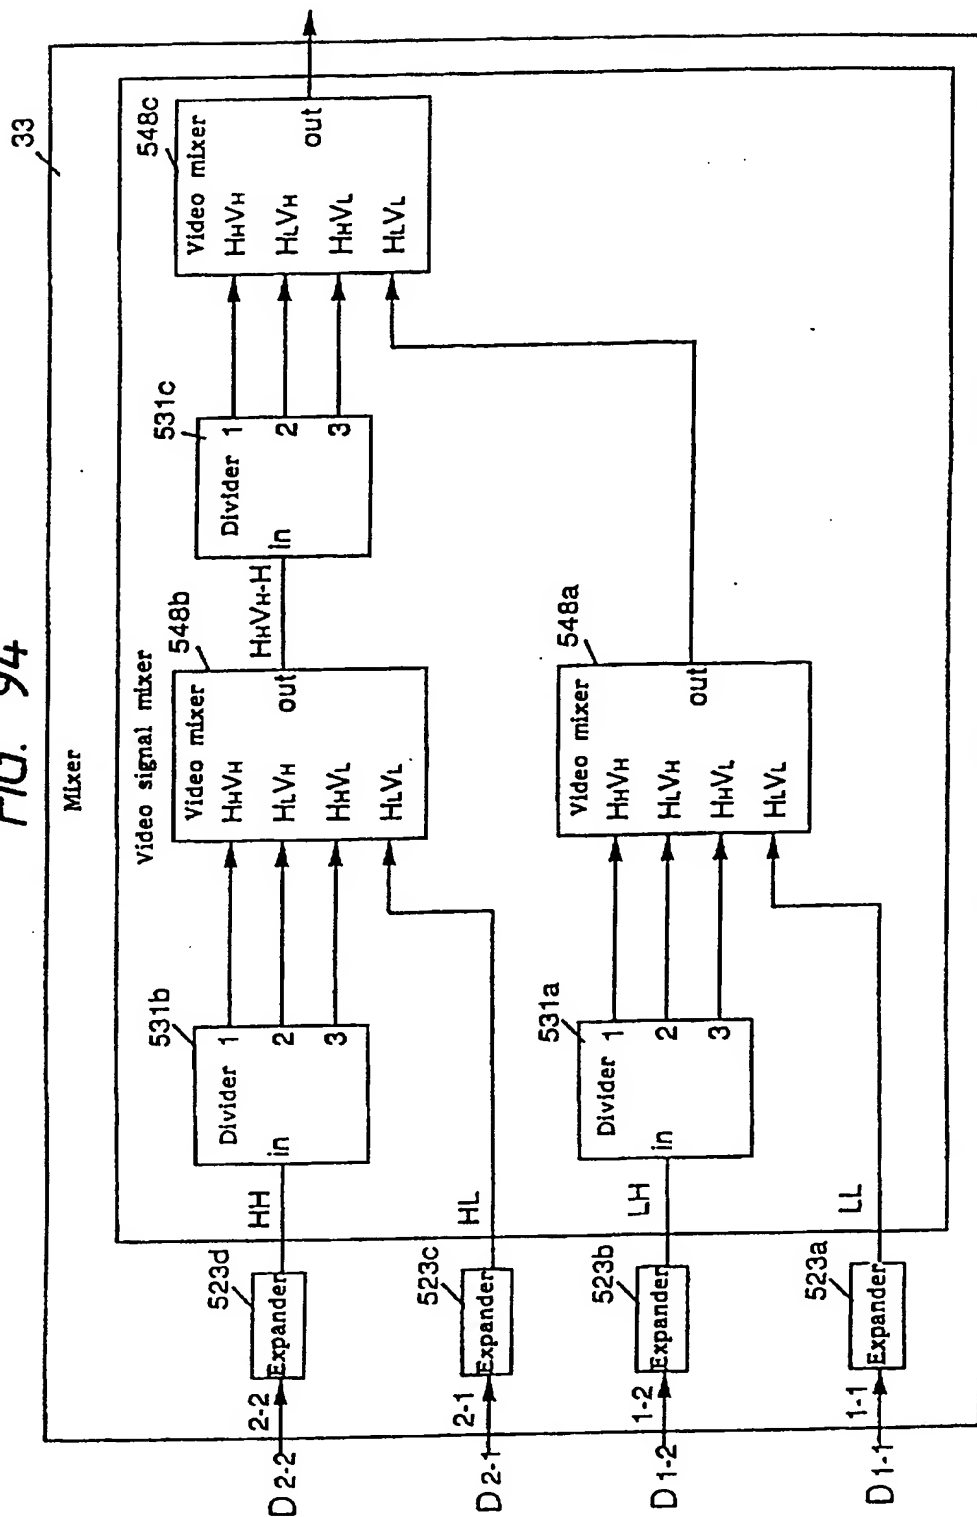 FIG. 94
33
Mixer
Video signal mixer
D2-2
2-2
523d
Expander
HH
531b
Divider
in
1
2
3
548b
Video mixer
HHVH
HLVH
HHVL
HLVL
out
HHVH-H
531c
Divider
in
1
2
3
548c
Video mixer
HHVH
HLVH
HHVL
HLVL
out
D2-1
2-1
523c
Expander
HL
D1-2
1-2
523b
Expander
LH
531a
Divider
in
1
2
3
548a
Video mixer
HHVH
HLVH
HHVL
HLVL
out
D1-1
1-1
523a
Expander
LL